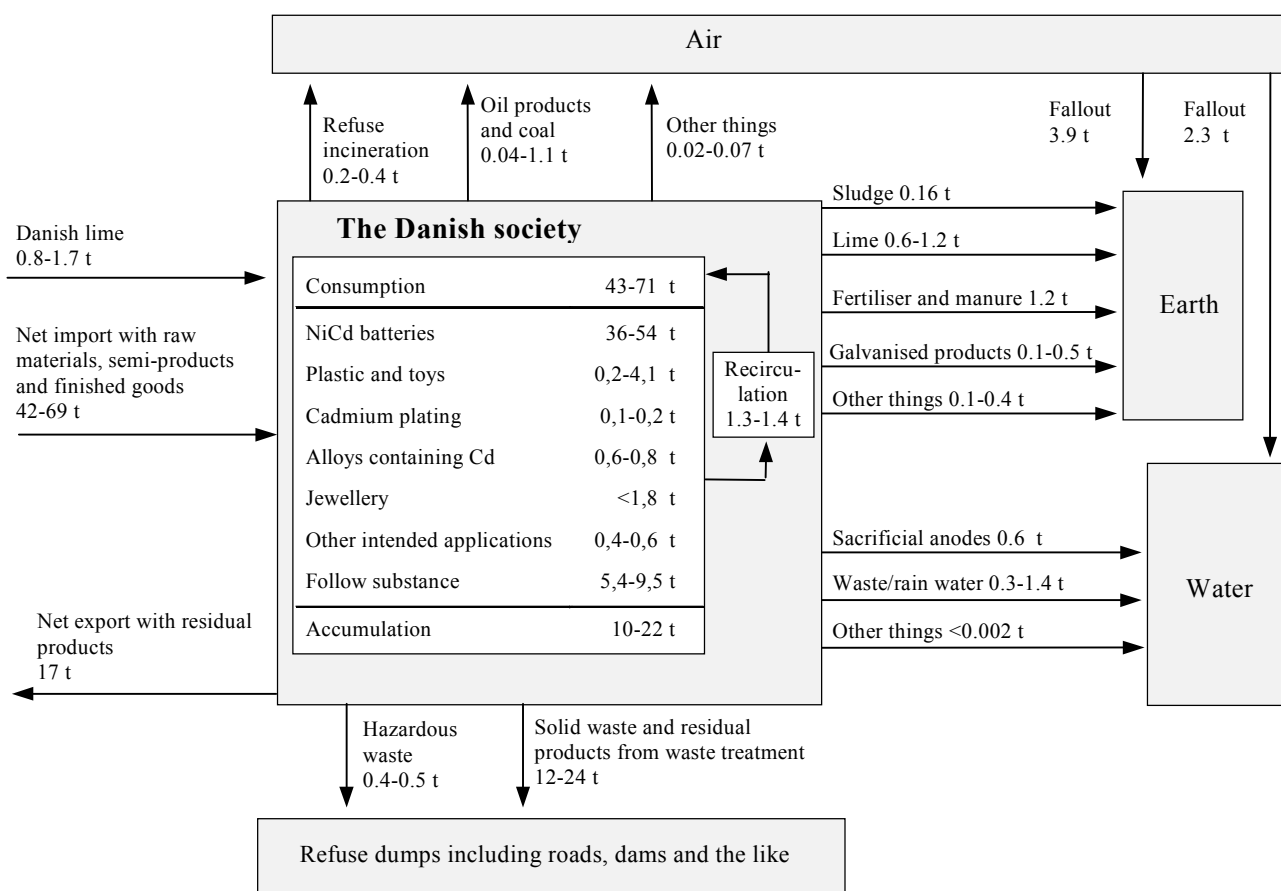 Air
Refuse
incineration
0.2-0.4 t
Oil products
and coal
0.04-1.1 t
Other things
0.02-0.07 t
Fallout
3.9 t
Fallout
2.3 t
Danish lime
0.8-1.7 t
Net import with raw
materials, semi-products
and finished goods
42-69 t
Net export with residual
products
17 t
The Danish society
Consumption 43-71 t
NiCd batteries 36-54 t
Plastic and toys 0,2-4,1 t
Cadmium plating 0,1-0,2 t
Alloys containing Cd 0,6-0,8 t
Jewellery <1,8 t
Other intended applications 0,4-0,6 t
Follow substance 5,4-9,5 t
Accumulation 10-22 t
Recircu-
lation
1.3-1.4 t
Sludge 0.16 t
Lime 0.6-1.2 t
Fertiliser and manure 1.2 t
Galvanised products 0.1-0.5 t
Other things 0.1-0.4 t
Earth
Sacrificial anodes 0.6 t
Waste/rain water 0.3-1.4 t
Other things <0.002 t
Water
Hazardous
waste
0.4-0.5 t
Solid waste and residual
products from waste treatment
12-24 t
Refuse dumps including roads, dams and the like